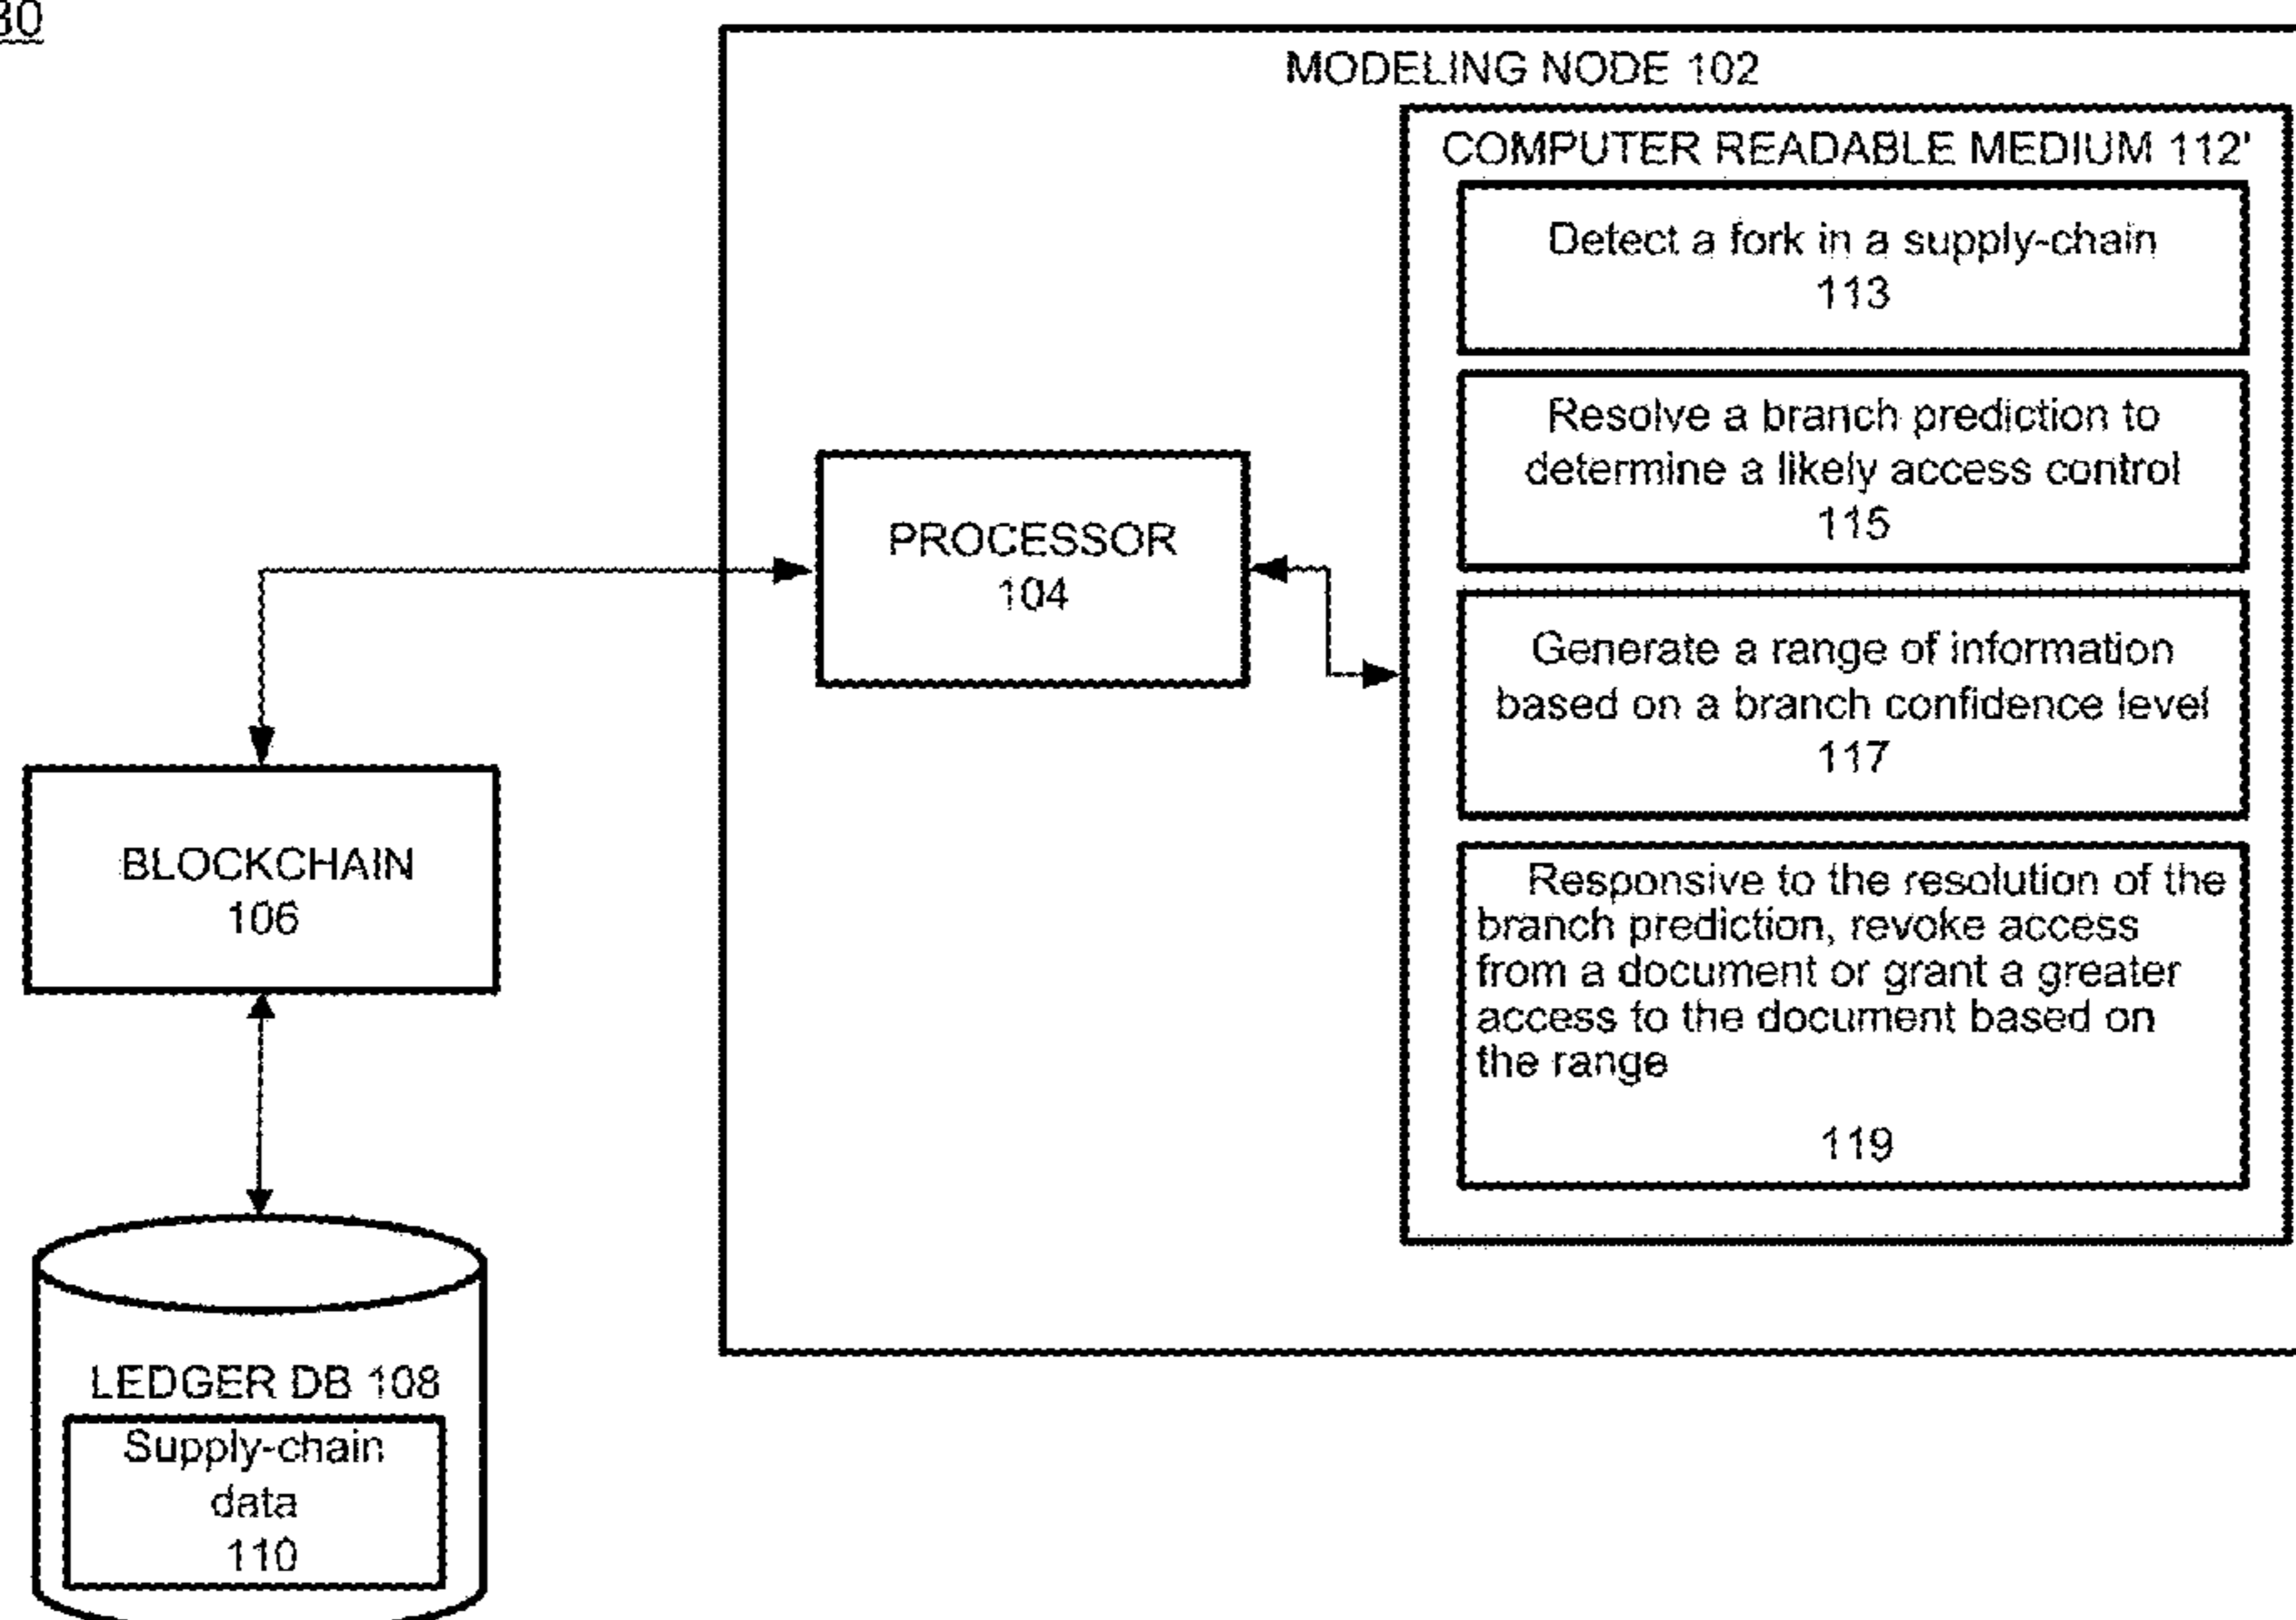 30
MODELING NODE 102
COMPUTER READABLE MEDIUM 112'
Detect a fork in a supply-chain
113
Resolve a branch prediction to
determine a likely access control
115
PROCESSOR
104
Generate a range of information
based on a branch confidence level
117
BLOCKCHAIN
106
Responsive to the resolution of the
branch prediction, revoke access
from a document or grant a greater
access to the document based on
the range
119
LEDGER DB 108
Supply-chain
data
110